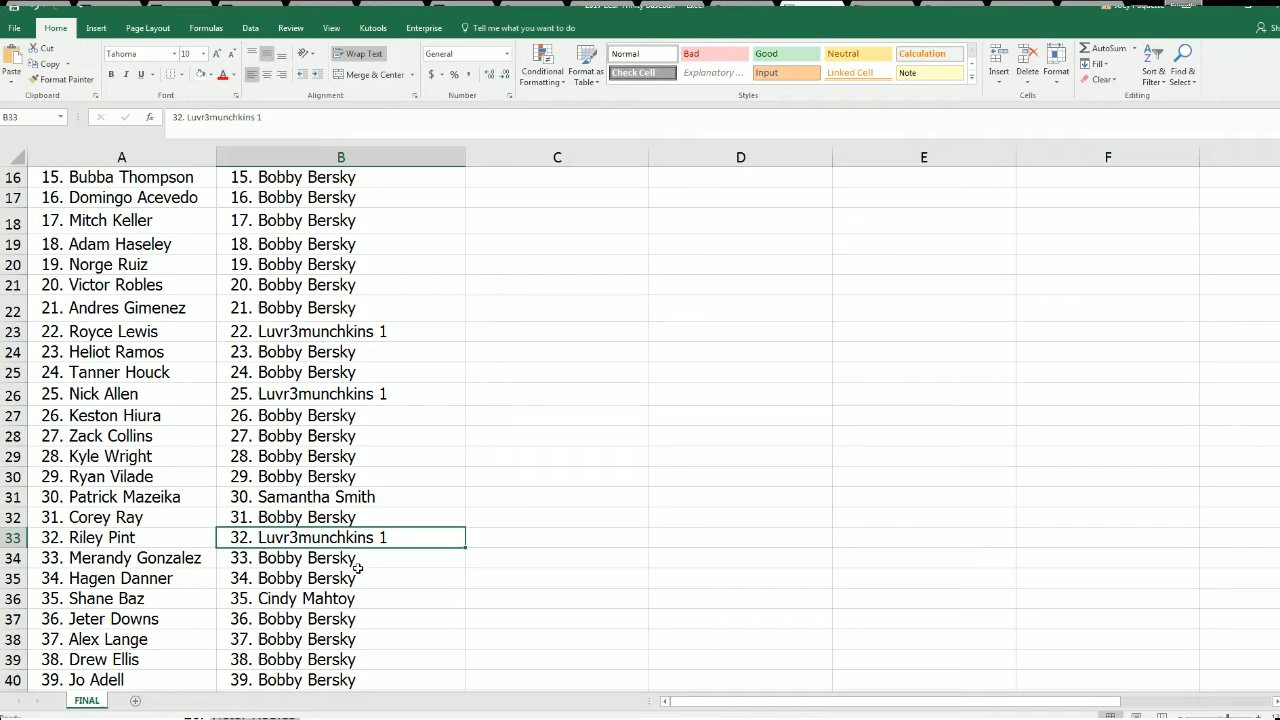 File Home Insert Page Layout Formulas Data Review View Kutools Enterprise Tell me what you want to do
Cut
Copy
Format Painter
Paste
Clipboard
Tahoma 10
B I U
Font
Wrap Text
Merge & Center
Alignment
General
$ % ,
Number
Conditional Formatting
Format as Table
Normal Bad Good Neutral Calculation
Check Cell Explanatory ... Input Linked Cell Note
Styles
Insert Delete Format
Cells
AutoSum
Fill
Clear
Sort & Filter
Find & Select
Editing
B33 fx 32. Luvr3munchkins 1
A B C D E F
16 15. Bubba Thompson 15. Bobby Bersky
17 16. Domingo Acevedo 16. Bobby Bersky
18 17. Mitch Keller 17. Bobby Bersky
19 18. Adam Haseley 18. Bobby Bersky
20 19. Norge Ruiz 19. Bobby Bersky
21 20. Victor Robles 20. Bobby Bersky
22 21. Andres Gimenez 21. Bobby Bersky
23 22. Royce Lewis 22. Luvr3munchkins 1
24 23. Heliot Ramos 23. Bobby Bersky
25 24. Tanner Houck 24. Bobby Bersky
26 25. Nick Allen 25. Luvr3munchkins 1
27 26. Keston Hiura 26. Bobby Bersky
28 27. Zack Collins 27. Bobby Bersky
29 28. Kyle Wright 28. Bobby Bersky
30 29. Ryan Vilade 29. Bobby Bersky
31 30. Patrick Mazeika 30. Samantha Smith
32 31. Corey Ray 31. Bobby Bersky
33 32. Riley Pint 32. Luvr3munchkins 1
34 33. Merandy Gonzalez 33. Bobby Bersky
35 34. Hagen Danner 34. Bobby Bersky
36 35. Shane Baz 35. Cindy Mahtoy
37 36. Jeter Downs 36. Bobby Bersky
38 37. Alex Lange 37. Bobby Bersky
39 38. Drew Ellis 38. Bobby Bersky
40 39. Jo Adell 39. Bobby Bersky
FINAL